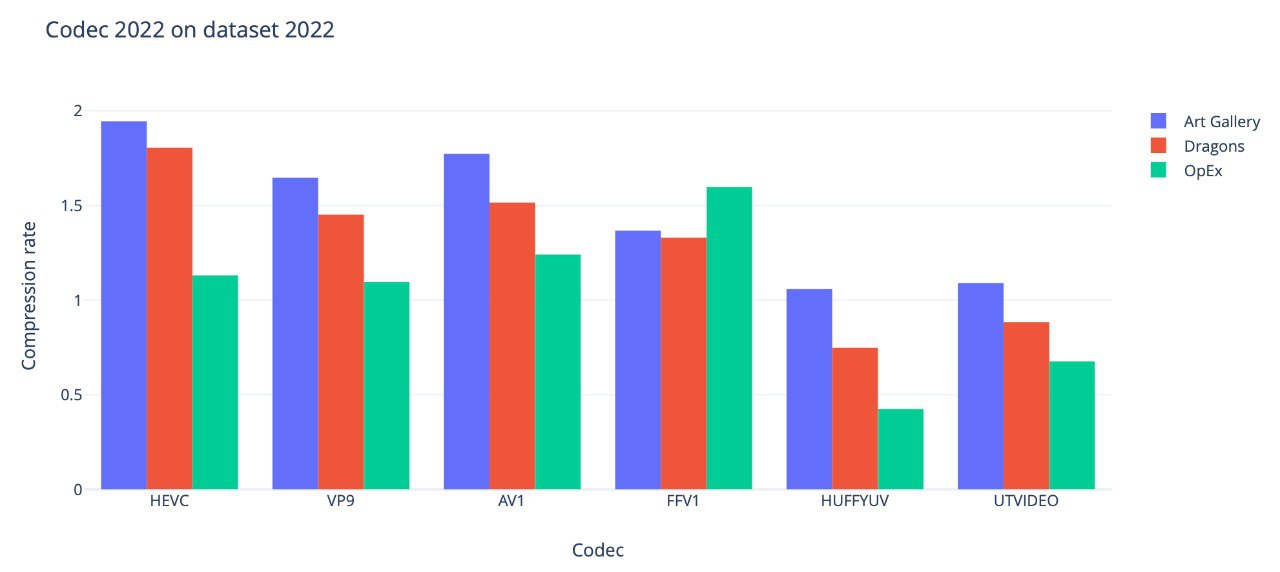 Codec 2022 on dataset 2022
2
1.5
1
0.5
0
Compression rate
HEVC VP9 AV1 FFV1 HUFFYUV UTVIDEO
Codec
Art Gallery
Dragons
OpEx